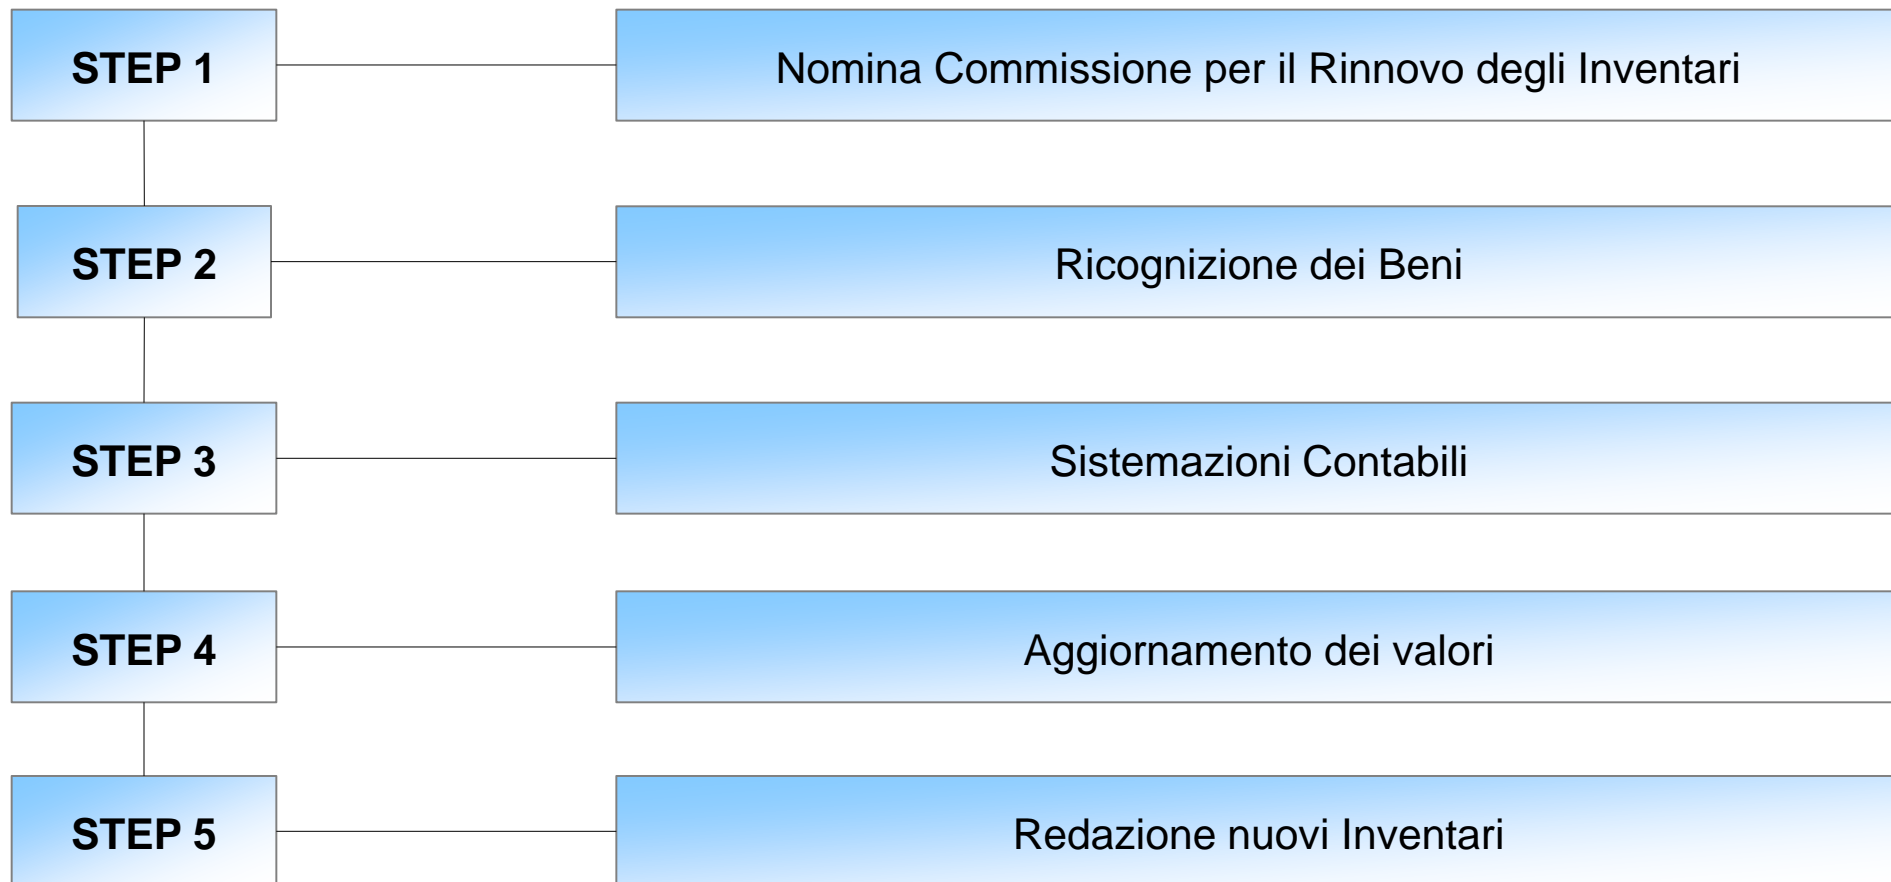 STEP 1
Nomina Commissione per il Rinnovo degli Inventari
STEP 2
Ricognizione dei Beni
STEP 3
Sistemazioni Contabili
STEP 4
Aggiornamento dei valori
STEP 5
Redazione nuovi Inventari